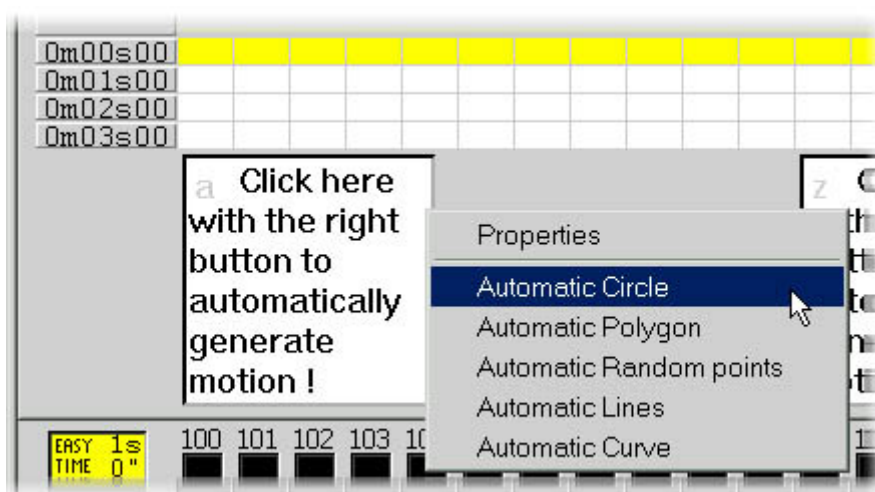 0m00s00
0m01s00
0m02s00
0m03s00
a Click here
with the right
button to
automatically
generate
motion !
z
Properties
Automatic Circle
Automatic Polygon
Automatic Random points
Automatic Lines
Automatic Curve
EASY 1s
TIME 0"
100 101 102 103